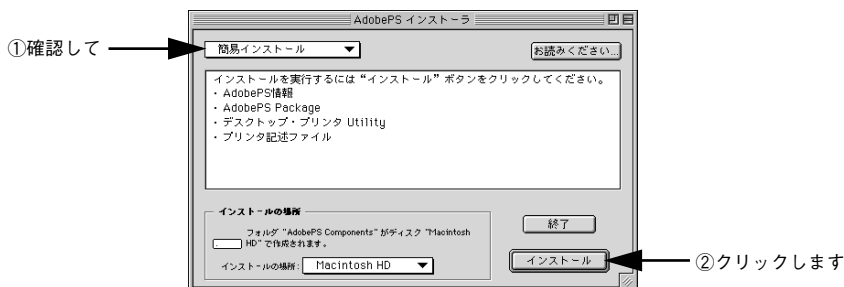 AdobePS インストーラ
①確認して
簡易インストール
お読みください...
インストールを実行するには“インストール”ボタンをクリックしてください。
・AdobePS情報
・AdobePS Package
・デスクトップ・プリンタ Utility
・プリンタ記述ファイル
インストールの場所
フォルダ “AdobePS Components” がディスク “Macintosh
HD” で作成されます。
インストールの場所: Macintosh HD
終了
インストール
②クリックします